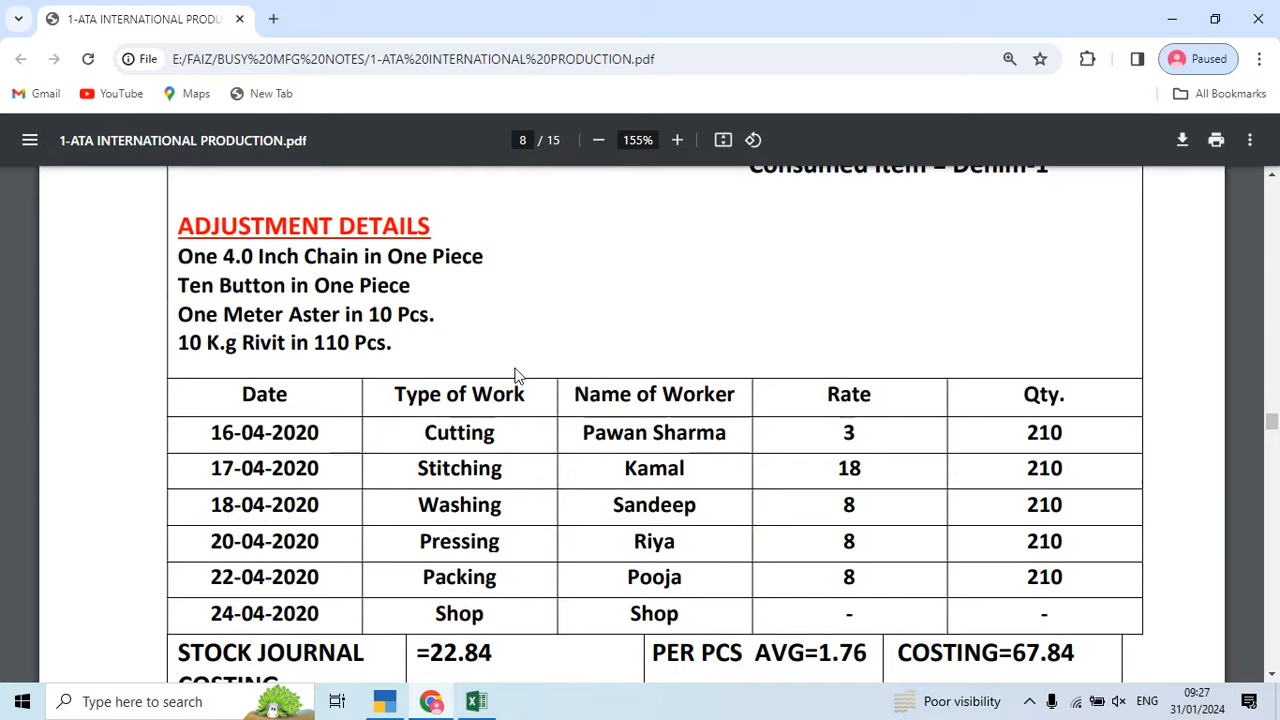 1-ATA INTERNATIONAL PRODU
File
E:/FAIZ/BUSY%20MFG%20NOTES/1-ATA%20INTERNATIONAL%20PRODUCTION.pdf
Paused
Gmail
YouTube
Maps
New Tab
All Bookmarks
1-ATA INTERNATIONAL PRODUCTION.pdf
8 / 15
155%
Consumed Item = Denim-1
ADJUSTMENT DETAILS
One 4.0 Inch Chain in One Piece
Ten Button in One Piece
One Meter Aster in 10 Pcs.
10 K.g Rivit in 110 Pcs.
Date Type of Work Name of Worker Rate Qty.
16-04-2020 Cutting Pawan Sharma 3 210
17-04-2020 Stitching Kamal 18 210
18-04-2020 Washing Sandeep 8 210
20-04-2020 Pressing Riya 8 210
22-04-2020 Packing Pooja 8 210
24-04-2020 Shop Shop - -
STOCK JOURNAL =22.84 PER PCS AVG=1.76 COSTING=67.84
COSTING
Type here to search
Poor visibility
ENG
09:27
31/01/2024